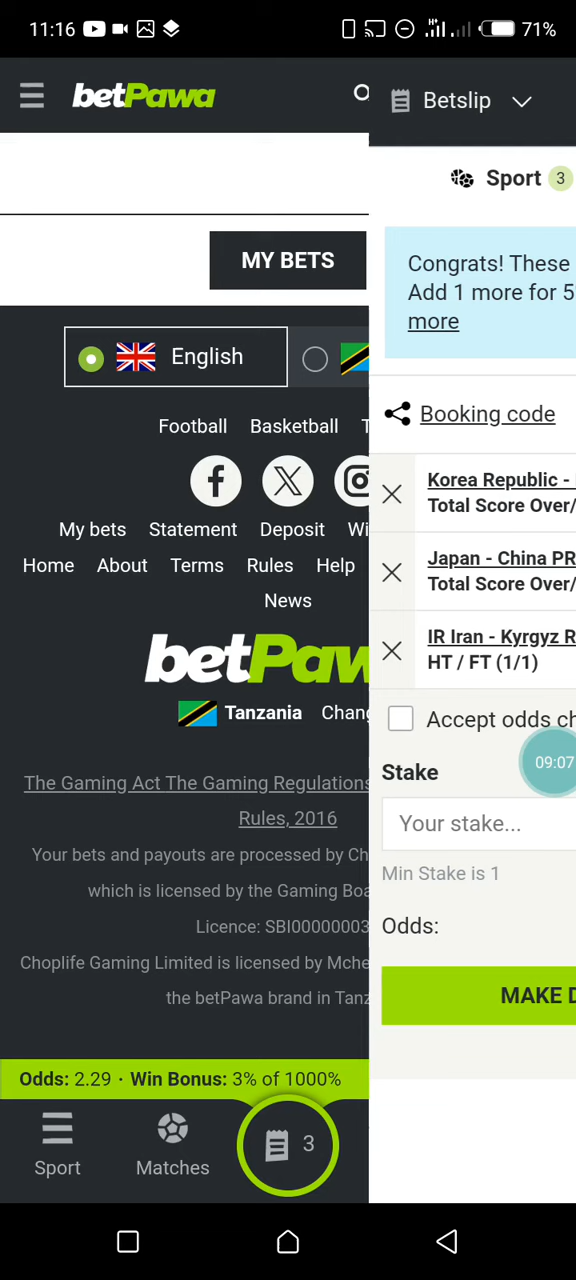 11:16
71%
betPawa
Betslip
Sport 3
Congrats! These
Add 1 more for 5
more
MY BETS
English
Booking code
Football Basketball T
Korea Republic -
Total Score Over/
My bets Statement Deposit Wi
Home About Terms Rules Help
News
Japan - China PR
Total Score Over/
IR Iran - Kyrgyz R
HT / FT (1/1)
betPaw
Tanzania Chang
Accept odds ch
09:07
Stake
Your stake...
Min Stake is 1
The Gaming Act The Gaming Regulations
Rules, 2016
Your bets and payouts are processed by Ch
which is licensed by the Gaming Boa
Licence: SBI00000003
Choplife Gaming Limited is licensed by Mche
the betPawa brand in Tanz
Odds:
MAKE D
Odds: 2.29 · Win Bonus: 3% of 1000%
3
Sport
Matches